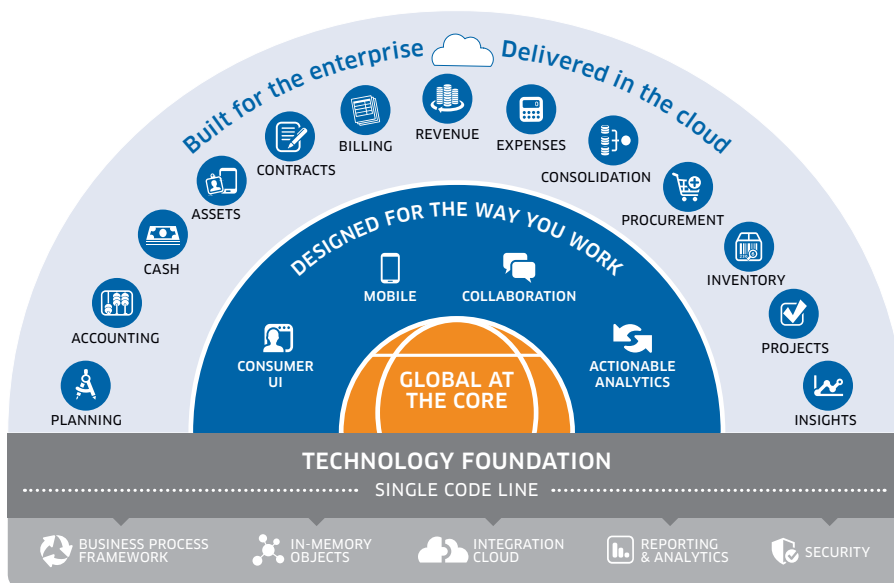 Built for the enterprise
Delivered in the cloud
PLANNING
ACCOUNTING
CASH
ASSETS
CONTRACTS
BILLING
REVENUE
EXPENSES
CONSOLIDATION
PROCUREMENT
INVENTORY
PROJECTS
INSIGHTS
DESIGNED FOR THE WAY YOU WORK
CONSUMER
UI
MOBILE
COLLABORATION
ACTIONABLE
ANALYTICS
GLOBAL AT
THE CORE
TECHNOLOGY FOUNDATION
SINGLE CODE LINE
BUSINESS PROCESS
FRAMEWORK
IN-MEMORY
OBJECTS
INTEGRATION
CLOUD
REPORTING
& ANALYTICS
SECURITY